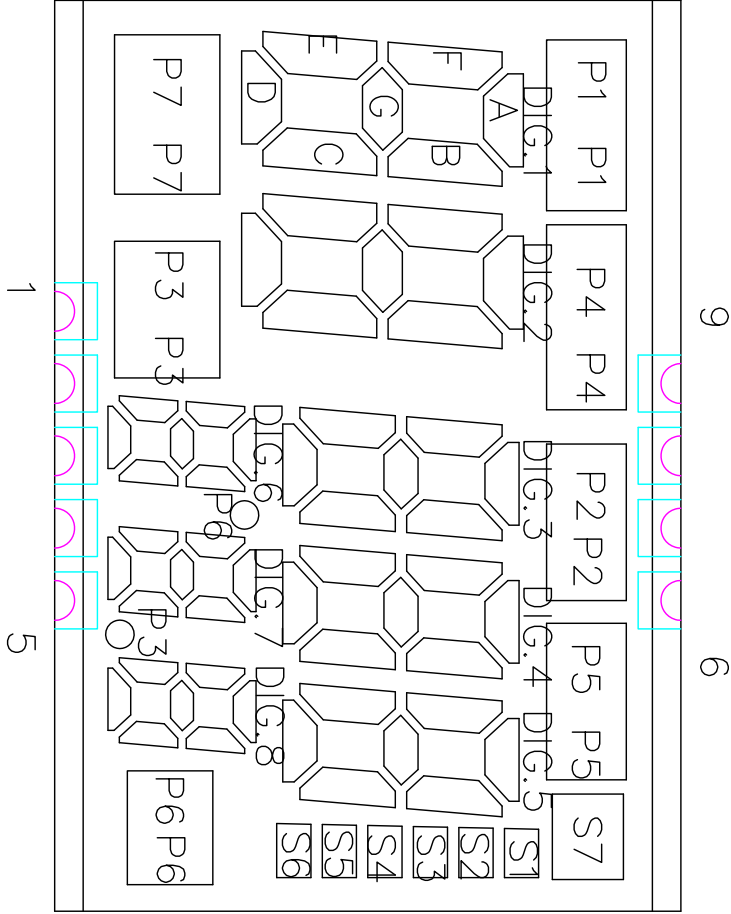 9 6
P1 P1 P4 P4 P2 P2 P5 P5 S7
DIG.1 DIG.2 DIG.3 DIG.4 DIG.5
A
F B
G
E C
D
S1
S2
S3
S4
S5
S6
DIG.6 DIG.7 DIG.8
P6
P7 P7 P3 P3 P3 P6 P6
1 5